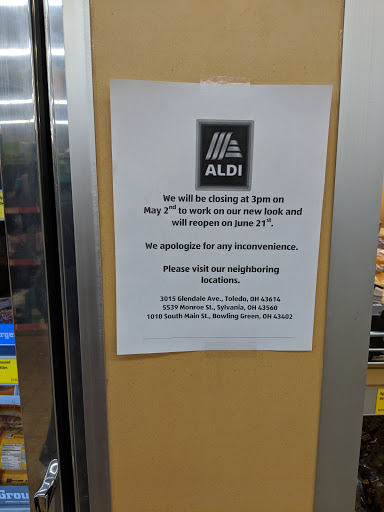 ALDI
We will be closing at 3pm on
May 2nd to work on our new look and
will reopen on June 21st.
We apologize for any inconvenience.
Please visit our neighboring
locations.
3015 Glendale Ave., Toledo, OH 43614
5539 Monroe St., Sylvania, OH 43560
1010 South Main St., Bowling Green, OH 43402